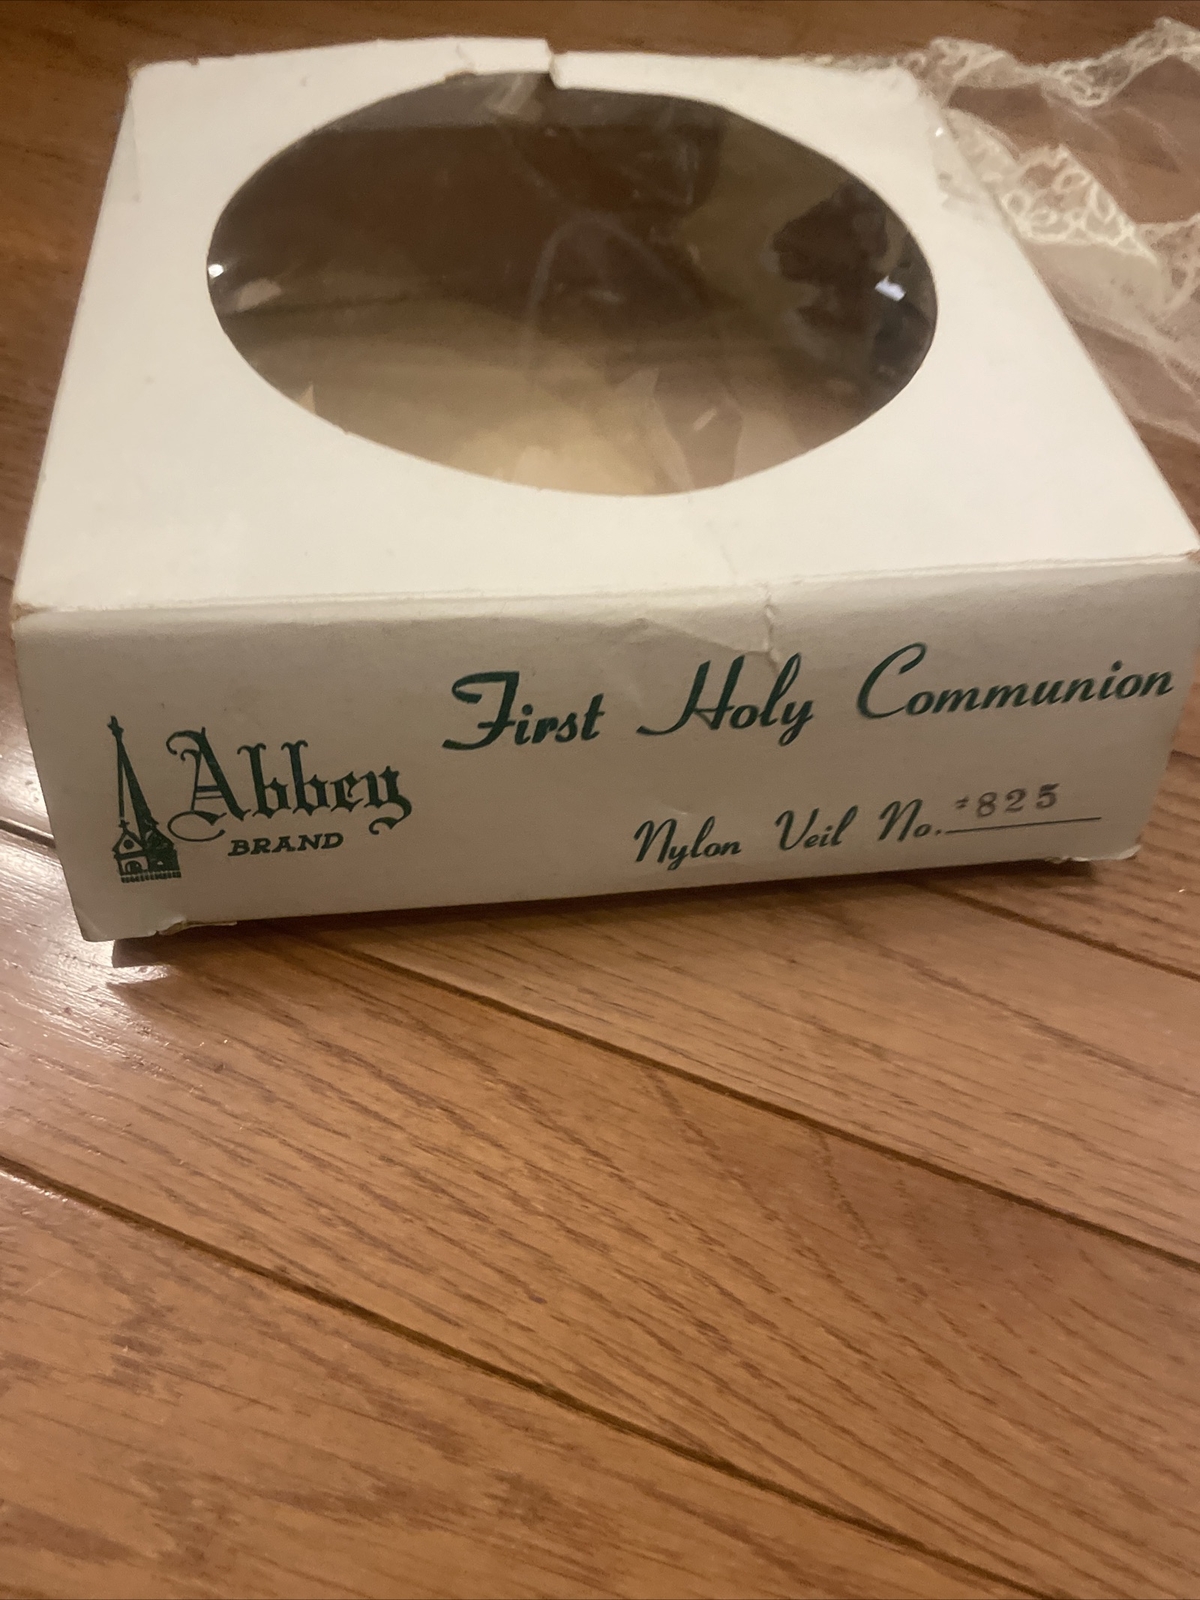 Abbey
BRAND
First Holy Communion
Nylon Veil No. #825